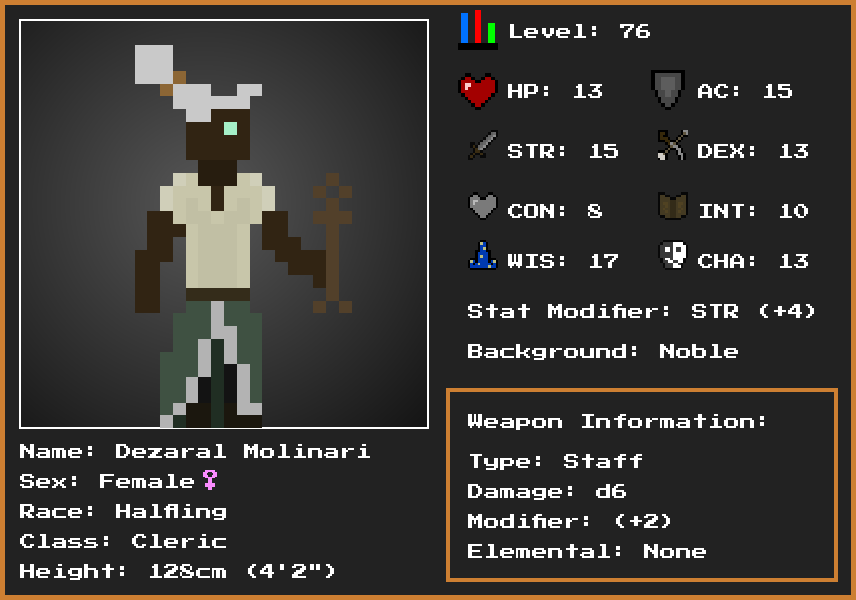 Level: 76
HP: 13 AC: 15
STR: 15 DEX: 13
CON: 8 INT: 10
WIS: 17 CHA: 13
Stat Modifier: STR (+4)
Background: Noble
Weapon Information:
Type: Staff
Damage: d6
Modifier: (+2)
Elemental: None
Name: Dezaral Molinari
Sex: Female
Race: Halfling
Class: Cleric
Height: 128cm (4'2")